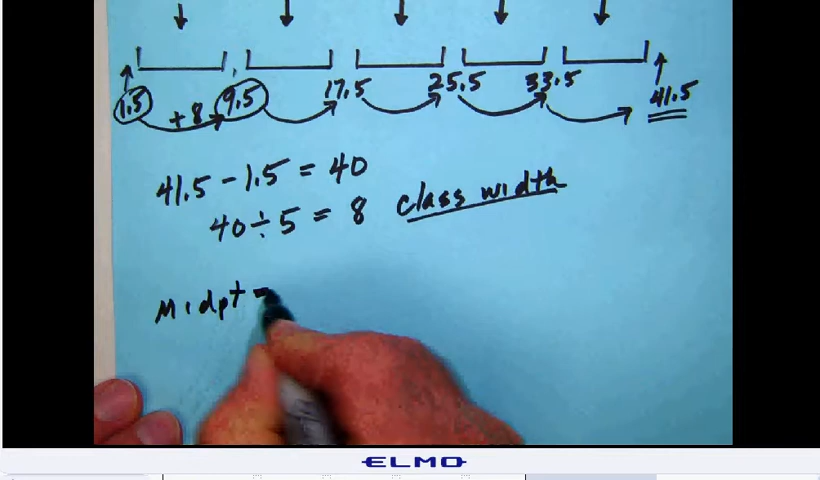 1.5 +8 9.5 17.5 25.5 33.5 41.5
41.5 - 1.5 = 40
40 ÷ 5 = 8 class width
Midpt =
ELMO